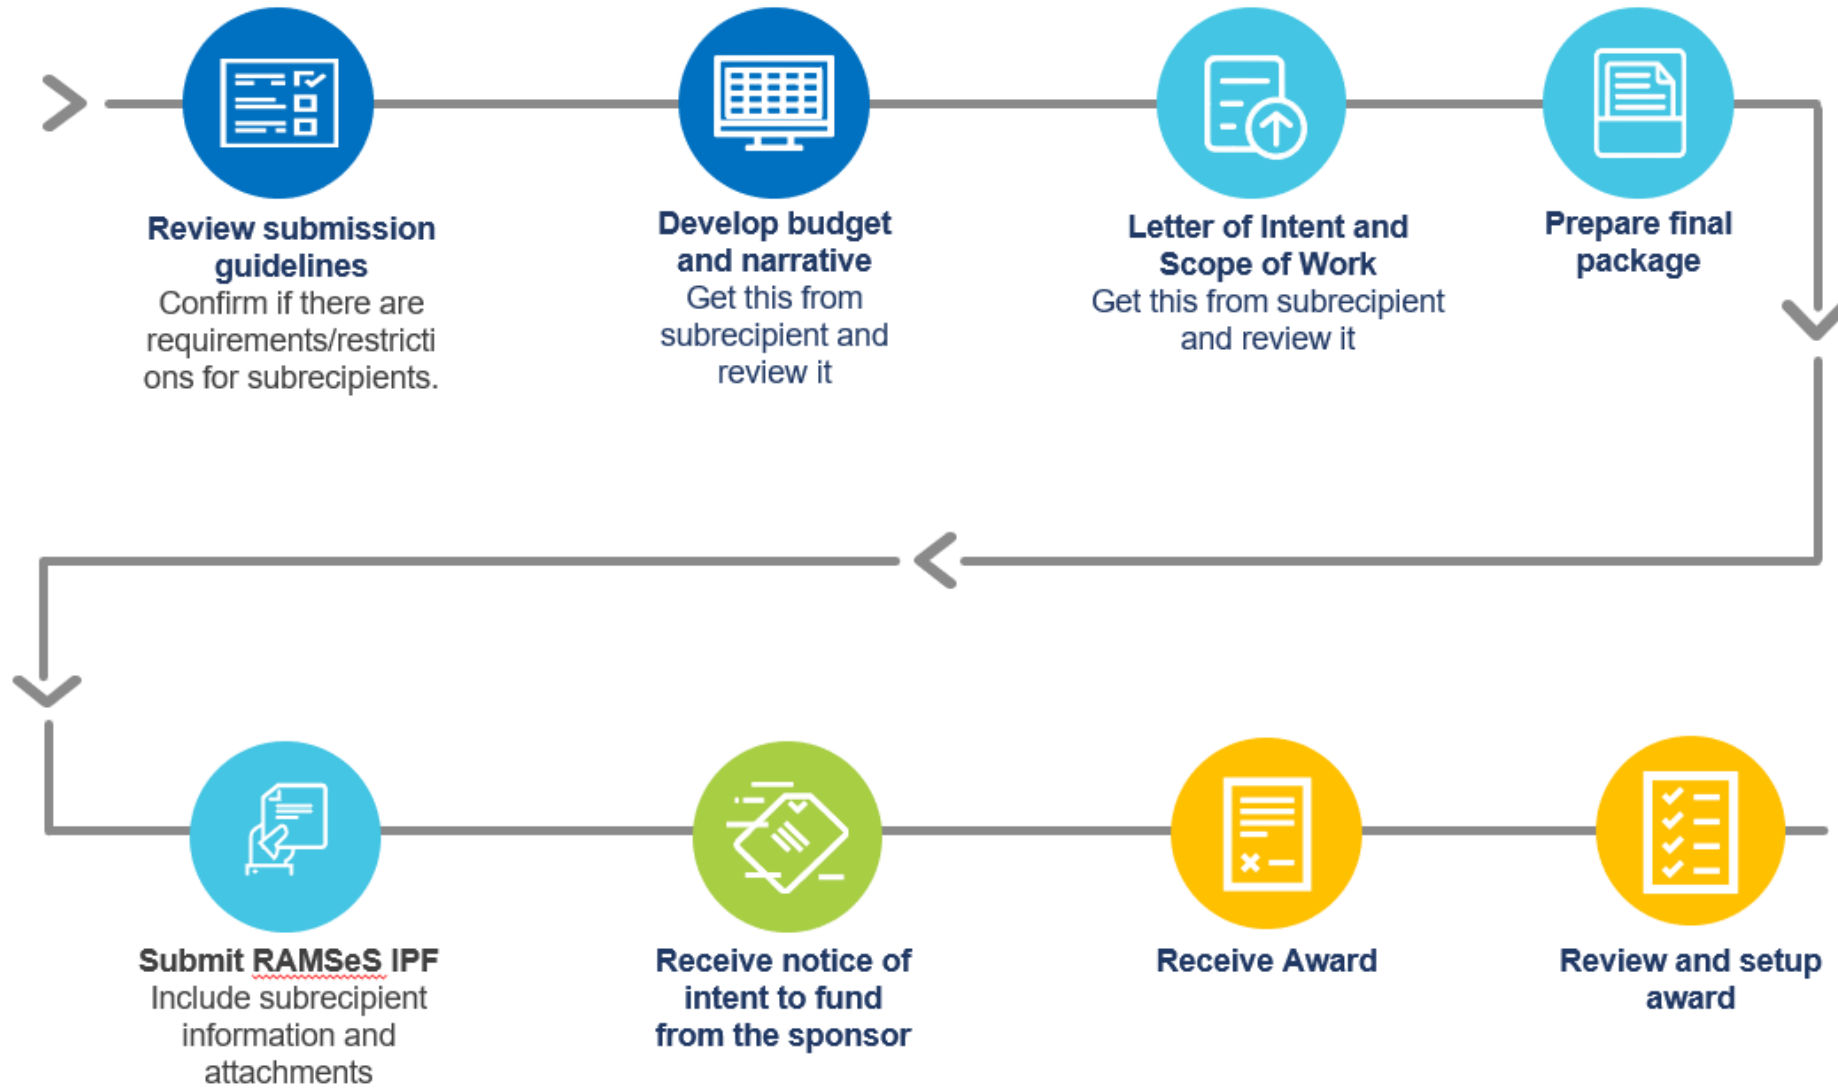 Review submission
guidelines
Confirm if there are
requirements/restricti
ons for subrecipients.
Develop budget
and narrative
Get this from
subrecipient and
review it
Letter of Intent and
Scope of Work
Get this from subrecipient
and review it
Prepare final
package
Submit RAMSeS IPF
Include subrecipient
information and
attachments
Receive notice of
intent to fund
from the sponsor
Receive Award
Review and setup
award